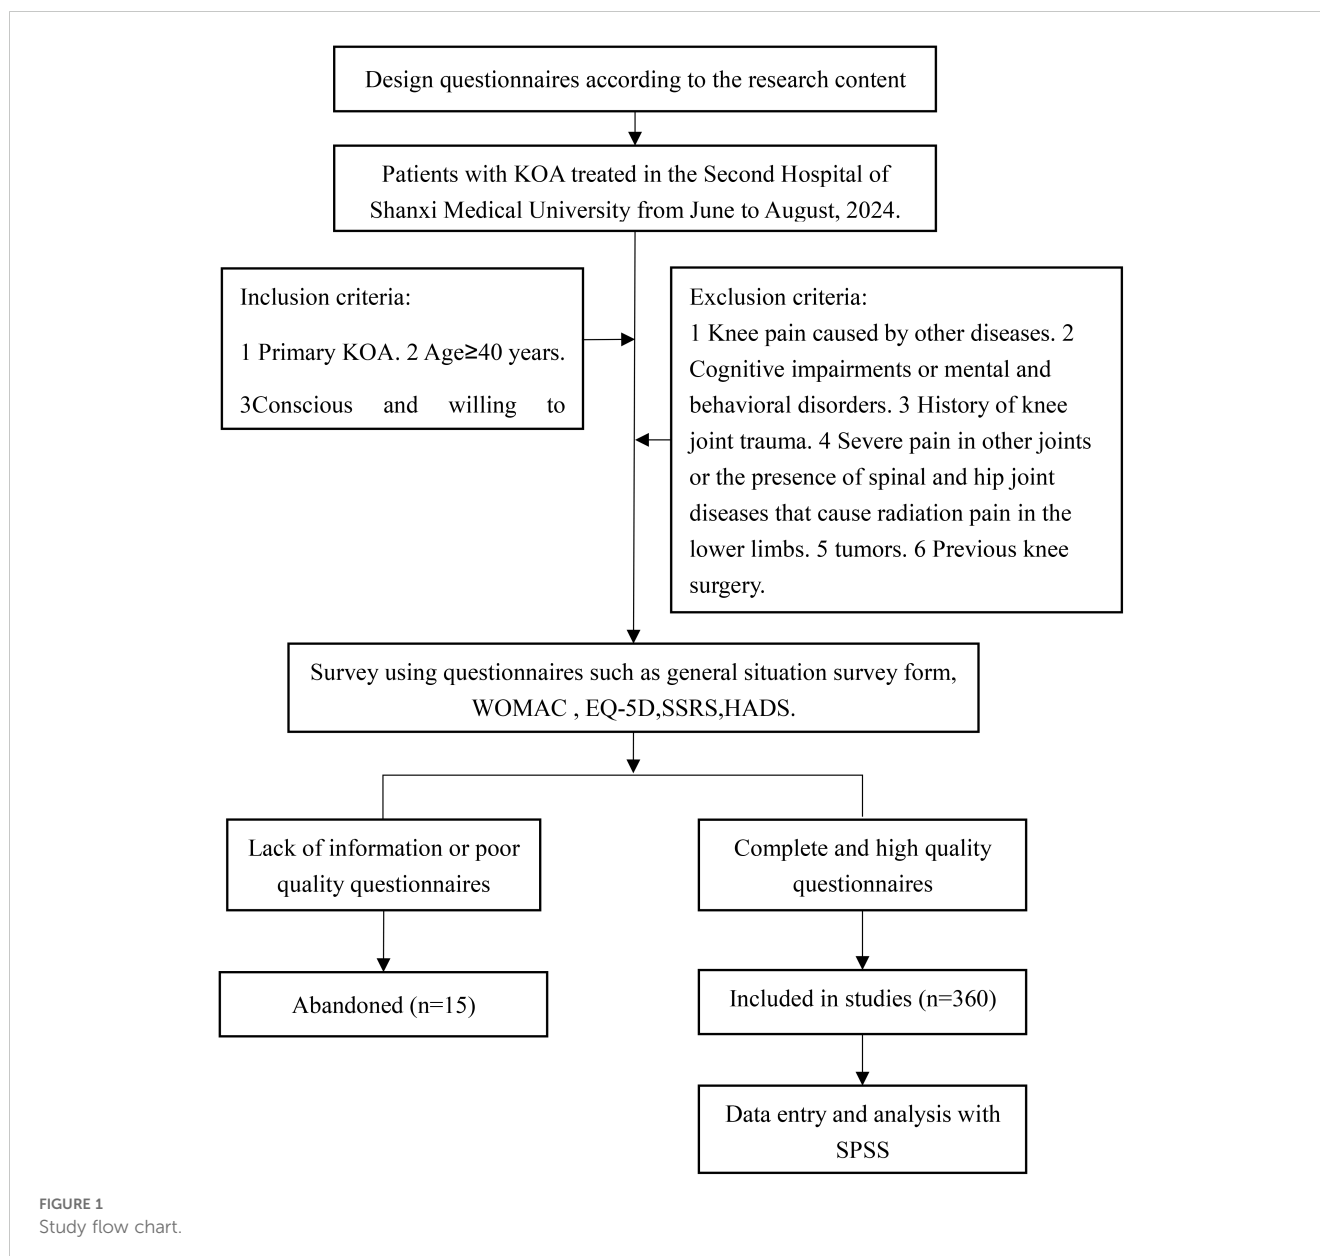 Design questionnaires according to the research content
Patients with KOA treated in the Second Hospital of
Shanxi Medical University from June to August, 2024.
Inclusion criteria:
1 Primary KOA. 2 Age≥40 years.
3Conscious and willing to
Exclusion criteria:
1 Knee pain caused by other diseases. 2
Cognitive impairments or mental and
behavioral disorders. 3 History of knee
joint trauma. 4 Severe pain in other joints
or the presence of spinal and hip joint
diseases that cause radiation pain in the
lower limbs. 5 tumors. 6 Previous knee
surgery.
Survey using questionnaires such as general situation survey form,
WOMAC , EQ-5D,SSRS,HADS.
Lack of information or poor
quality questionnaires
Complete and high quality
questionnaires
Abandoned (n=15)
Included in studies (n=360)
Data entry and analysis with
SPSS
FIGURE 1
Study flow chart.